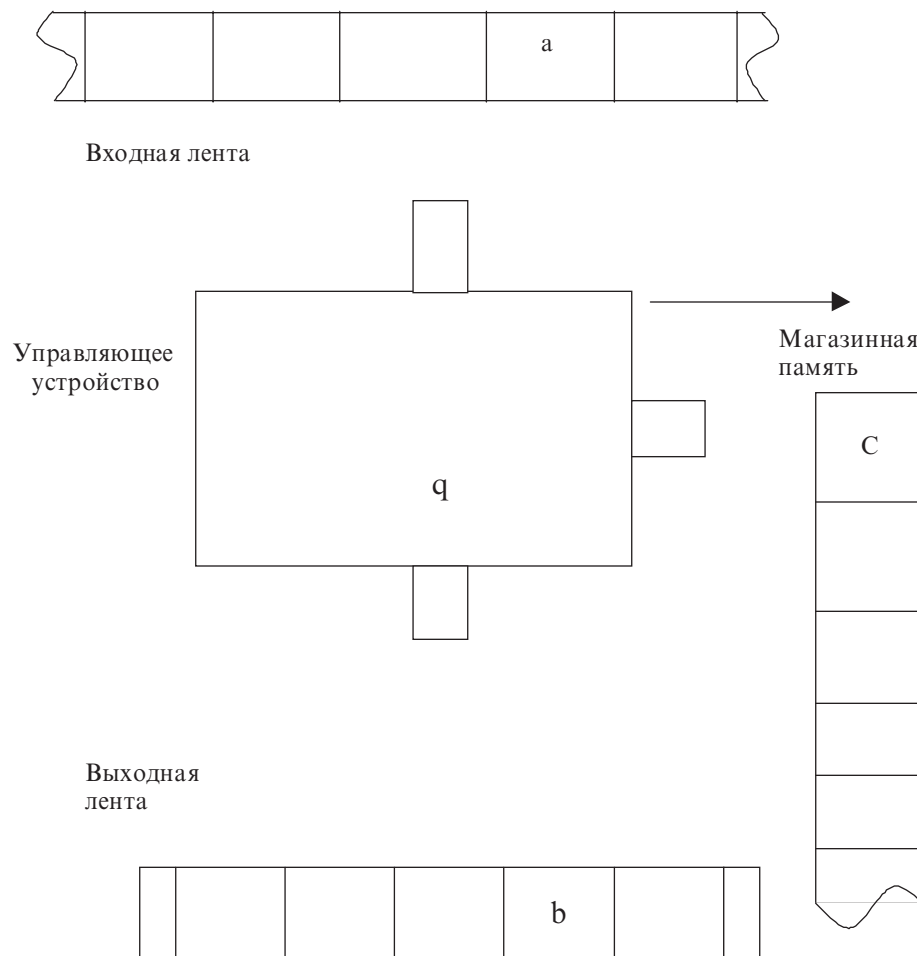 a
Входная лента
Управляющее
устройство
Магазинная
память
C
q
Выходная
лента
b